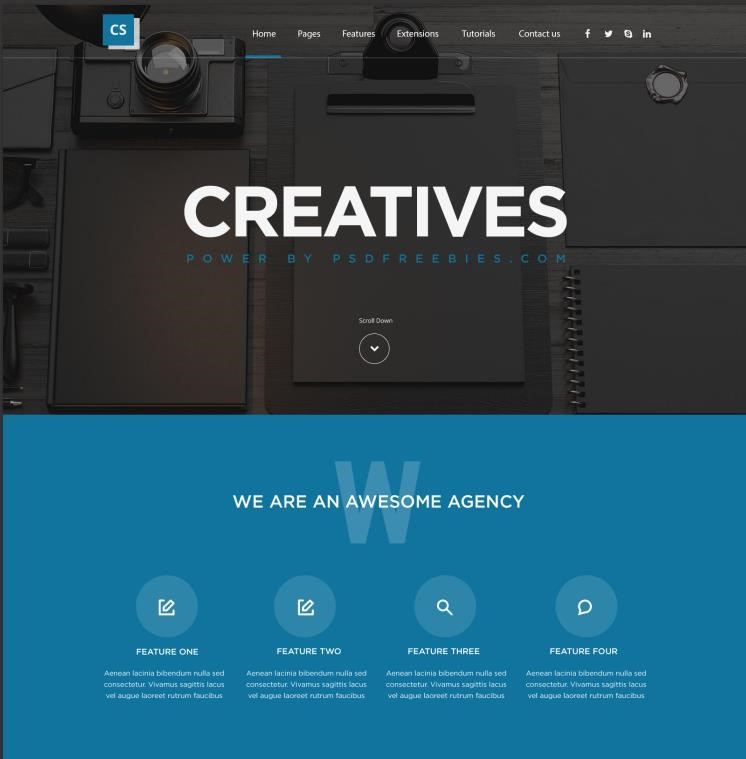 CS
Home Pages Features Extensions Tutorials Contact us
CREATIVES
POWER BY PSDFREEBIES.COM
Scroll Down
W
WE ARE AN AWESOME AGENCY
FEATURE ONE FEATURE TWO FEATURE THREE FEATURE FOUR
Aenean lacinia bibendum nulla sed Aenean lacinia bibendum nulla sed Aenean lacinia bibendum nulla sed Aenean lacinia bibendum nulla sed
consectetur. Vivamus sagittis lacus consectetur. Vivamus sagittis lacus consectetur. Vivamus sagittis lacus consectetur. Vivamus sagittis lacus
vel augue laoreet rutrum faucibus vel augue laoreet rutrum faucibus vel augue laoreet rutrum faucibus vel augue laoreet rutrum faucibus